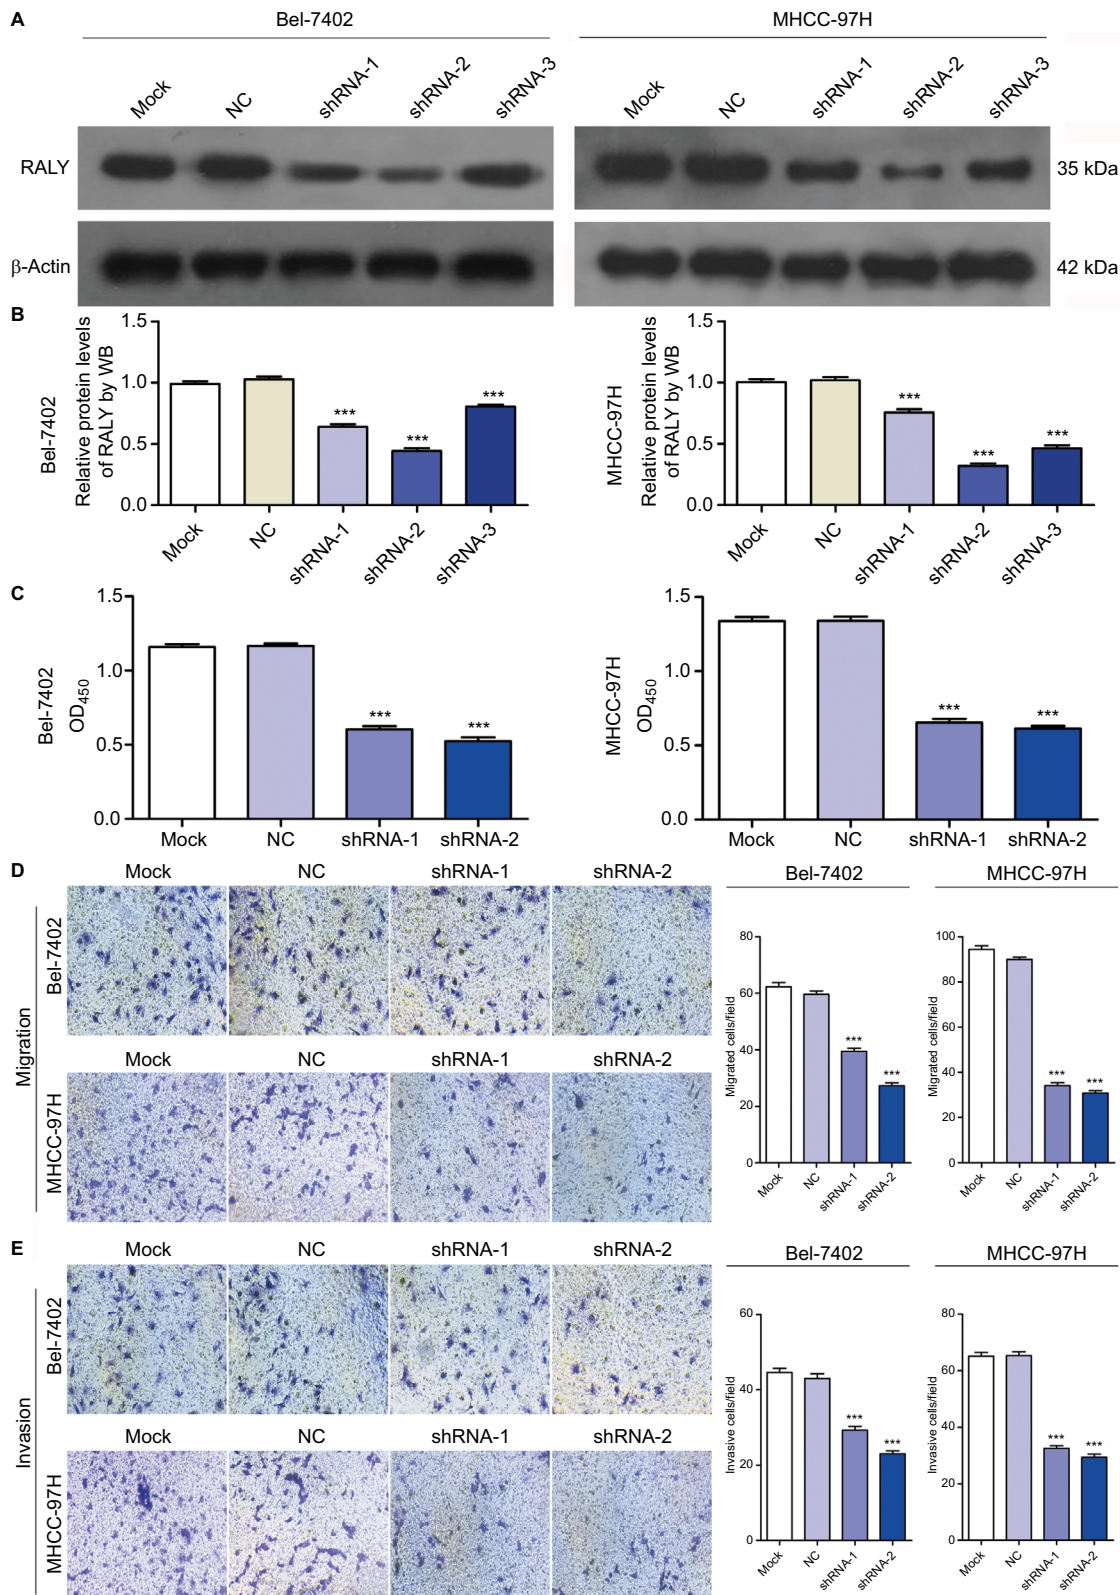 A
Bel-7402
MHCC-97H
Mock
NC
shRNA-1
shRNA-2
shRNA-3
Mock
NC
shRNA-1
shRNA-2
shRNA-3
RALY
35 kDa
β-Actin
42 kDa
B
Bel-7402
Relative protein levels
of RALY by WB
1.5
1.0
0.5
0.0
***
***
***
Mock
NC
shRNA-1
shRNA-2
shRNA-3
MHCC-97H
Relative protein levels
of RALY by WB
1.5
1.0
0.5
0.0
***
***
***
Mock
NC
shRNA-1
shRNA-2
shRNA-3
C
Bel-7402
OD450
1.5
1.0
0.5
0.0
***
***
Mock
NC
shRNA-1
shRNA-2
MHCC-97H
OD450
1.5
1.0
0.5
0.0
***
***
Mock
NC
shRNA-1
shRNA-2
D
Migration
Mock
NC
shRNA-1
shRNA-2
Bel-7402
Mock
NC
shRNA-1
shRNA-2
MHCC-97H
Bel-7402
Migrated cells/field
80
60
40
20
0
***
***
Mock
NC
shRNA-1
shRNA-2
MHCC-97H
Migrated cells/field
100
80
60
40
20
0
***
***
Mock
NC
shRNA-1
shRNA-2
E
Invasion
Mock
NC
shRNA-1
shRNA-2
Bel-7402
Mock
NC
shRNA-1
shRNA-2
MHCC-97H
Bel-7402
Invasive cells/field
60
40
20
0
***
***
Mock
NC
shRNA-1
shRNA-2
MHCC-97H
Invasive cells/field
80
60
40
20
0
***
***
Mock
NC
shRNA-1
shRNA-2